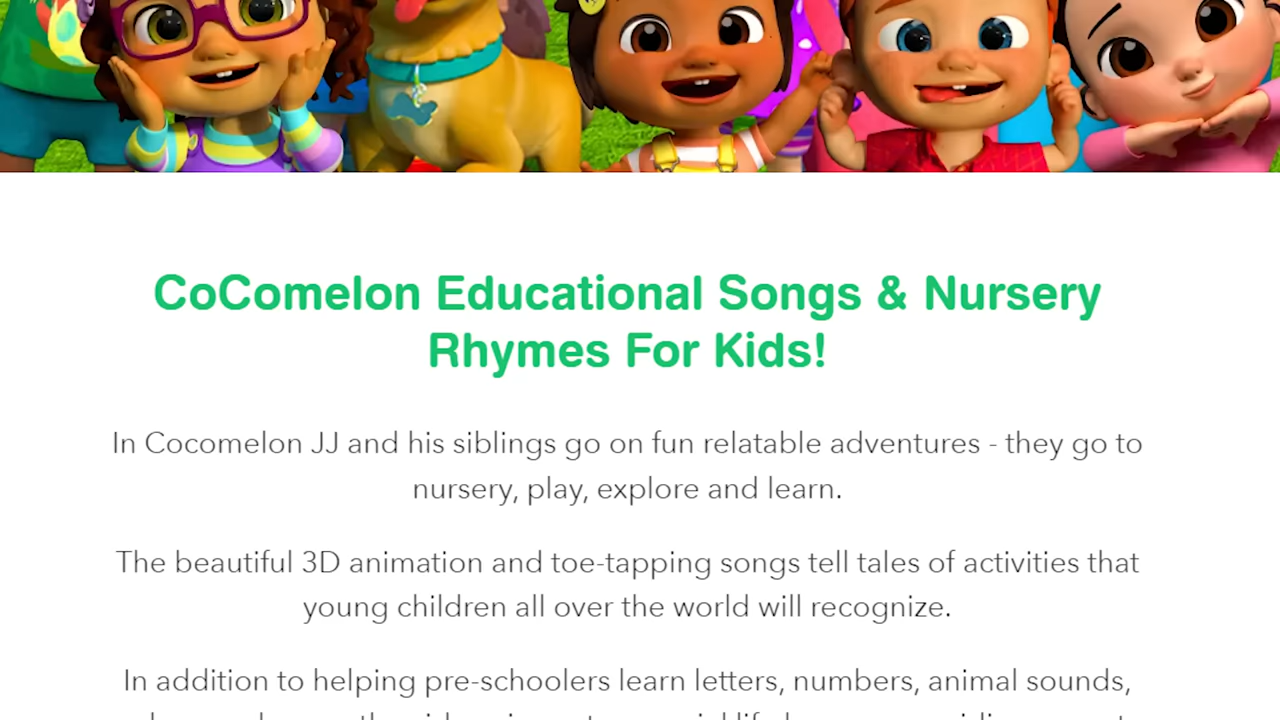 CoComelon Educational Songs & Nursery
Rhymes For Kids!
In Cocomelon JJ and his siblings go on fun relatable adventures - they go to
nursery, play, explore and learn.
The beautiful 3D animation and toe-tapping songs tell tales of activities that
young children all over the world will recognize.
In addition to helping pre-schoolers learn letters, numbers, animal sounds,